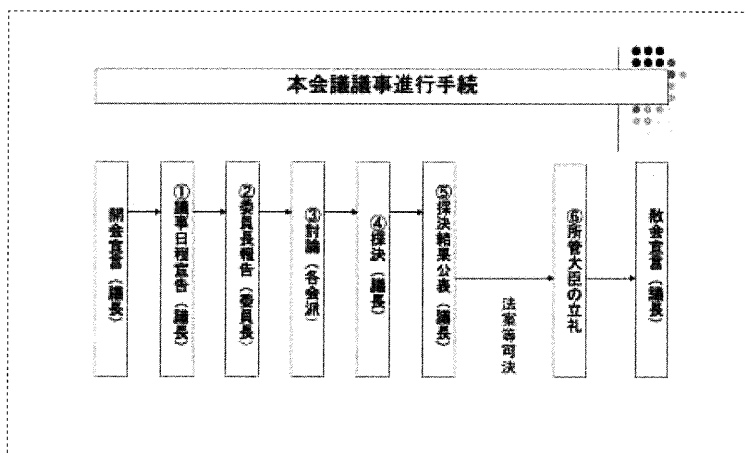 本会議議事進行手続
開会宣言（議長）
①議事日程宣告（議長）
②委員長報告（委員長）
③討論（各会派）
④採決（議長）
⑤採決結果公表（議長）
法案等可決
⑥所管大臣の立礼
散会宣言（議長）